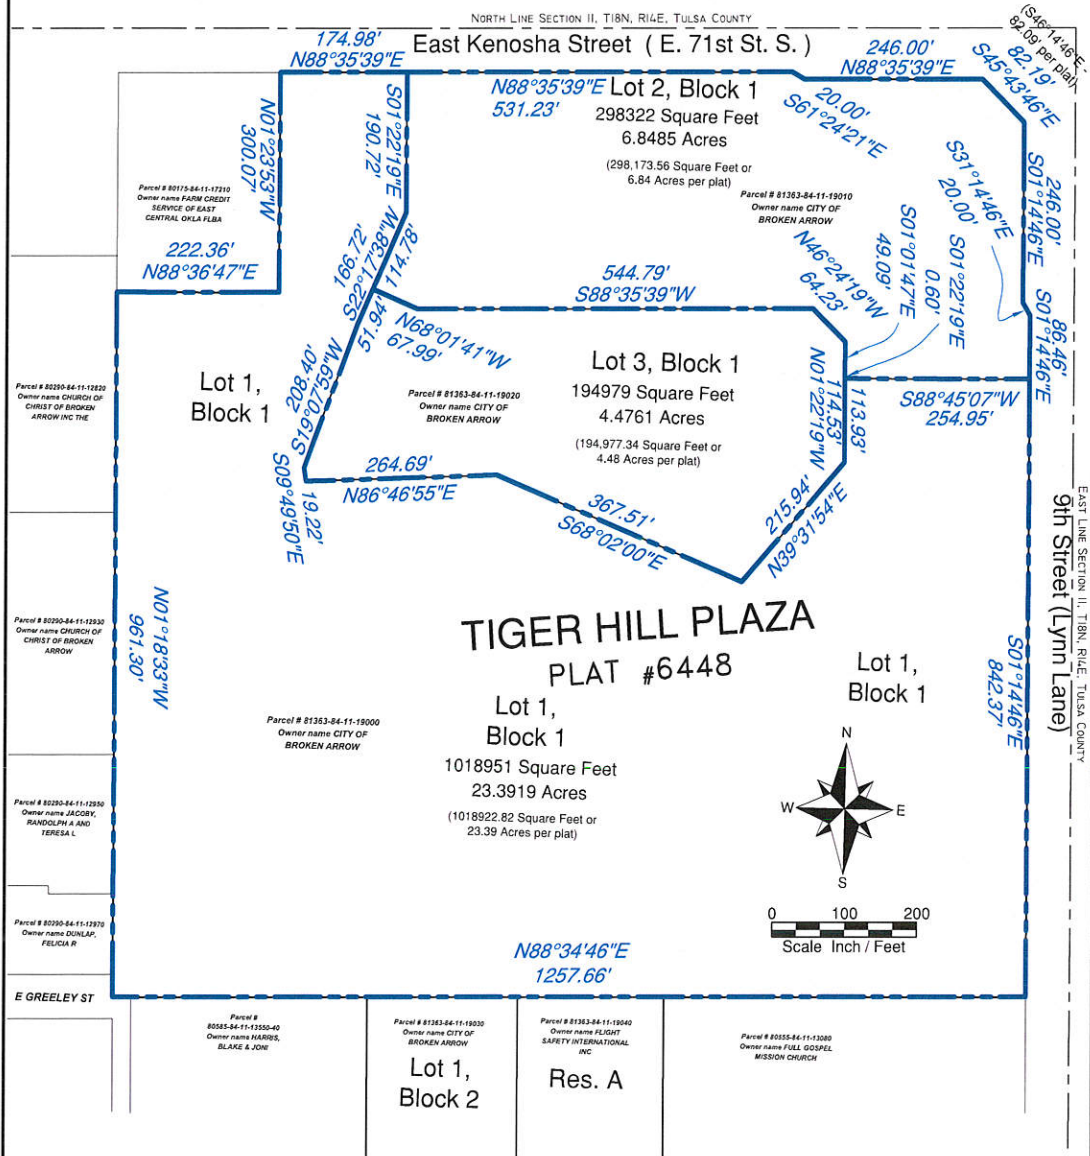 NORTH LINE SECTION 11, T18N, R14E, TULSA COUNTY
East Kenosha Street ( E. 71st St. S. )
(S46°14'46"E -
82.09' per plat)
174.98'
N88°35'39"E
246.00'
N88°35'39"E
82.19'
S45°43'46"E
N88°35'39"E
531.23'
Lot 2, Block 1
298322 Square Feet
6.8485 Acres
(298,173.56 Square Feet or
6.84 Acres per plat)
20.00'
S61°24'21"E
S01°22'19"E
190.72'
N01°23'53"W
300.07'
Parcel # 80175-84-11-17210
Owner name FARM CREDIT
SERVICE OF EAST
CENTRAL OKLA FLBA
Parcel # 81363-84-11-19010
Owner name CITY OF
BROKEN ARROW
S31°14'46"E
20.00'
246.00'
S01°14'46"E
222.36'
N88°36'47"E
166.72'
S22°17'38"W
114.78'
544.79'
S88°35'39"W
N46°24'19"W
64.23'
S01°01'47"E
49.09'
S01°22'19"E
0.60'
86.46'
S01°14'46"E
51.94'
N68°01'41"W
67.99'
208.40'
S19°07'59"W
Lot 3, Block 1
194979 Square Feet
4.4761 Acres
(194,977.34 Square Feet or
4.48 Acres per plat)
Parcel # 81363-84-11-19020
Owner name CITY OF
BROKEN ARROW
Lot 1,
Block 1
Parcel # 80290-84-11-12820
Owner name CHURCH OF
CHRIST OF BROKEN
ARROW INC THE
114.53'
N01°22'19"W
113.93'
S88°45'07"W
254.95'
264.69'
N86°46'55"E
S09°49'50"E
19.22'
367.51'
S68°02'00"E
215.94'
N39°31'54"E
EAST LINE SECTION 11, T18N, R14E, TULSA COUNTY
9th Street (Lynn Lane)
N01°18'33"W
961.30'
Parcel # 80290-84-11-12930
Owner name CHURCH OF
CHRIST OF BROKEN
ARROW
TIGER HILL PLAZA
PLAT #6448
Lot 1,
Block 1
S01°14'46"E
842.37'
Lot 1,
Block 1
1018951 Square Feet
23.3919 Acres
(1018922.82 Square Feet or
23.39 Acres per plat)
Parcel # 81363-84-11-19000
Owner name CITY OF
BROKEN ARROW
N
W
E
S
0 100 200
Scale Inch / Feet
Parcel # 80290-84-11-12950
Owner name JACOBY,
RANDOLPH A AND
TERESA L
Parcel # 80290-84-11-12970
Owner name DUNLAP,
FELICIA R
N88°34'46"E
1257.66'
E GREELEY ST
Parcel #
80585-84-11-13550-40
Owner name HARRIS,
BLAKE & JONI
Parcel # 81363-84-11-19030
Owner name CITY OF
BROKEN ARROW
Lot 1,
Block 2
Parcel # 81363-84-11-19040
Owner name FLIGHT
SAFETY INTERNATIONAL
INC
Res. A
Parcel # 80555-84-11-13080
Owner name FULL GOSPEL
MISSION CHURCH